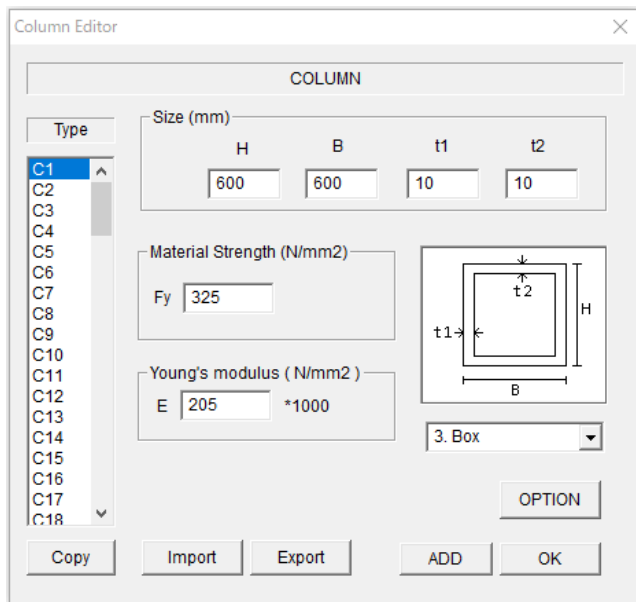 Column Editor
COLUMN
Type
C1
C2
C3
C4
C5
C6
C7
C8
C9
C10
C11
C12
C13
C14
C15
C16
C17
C18
Size (mm)
H B t1 t2
600 600 10 10
Material Strength (N/mm2)
Fy 325
Young's modulus ( N/mm2 )
E 205 *1000
t2
t1
H
B
3. Box
OPTION
Copy Import Export ADD OK